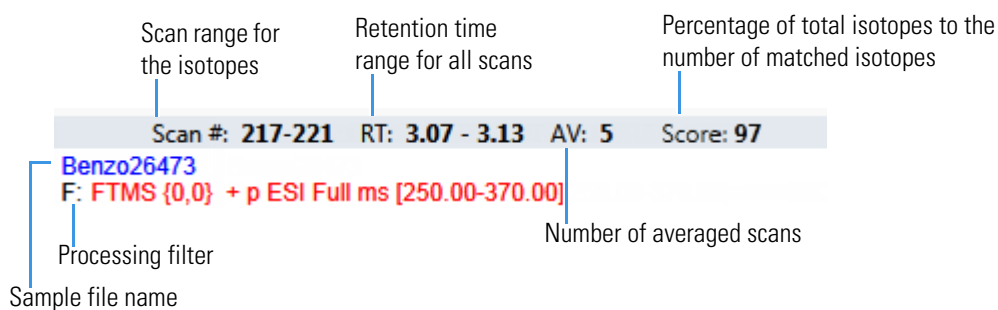 Scan range for
the isotopes
Retention time
range for all scans
Percentage of total isotopes to the
number of matched isotopes
Scan #: 217-221 RT: 3.07 - 3.13 AV: 5 Score: 97
Benzo26473
F: FTMS {0,0} + p ESI Full ms [250.00-370.00]
Number of averaged scans
Processing filter
Sample file name